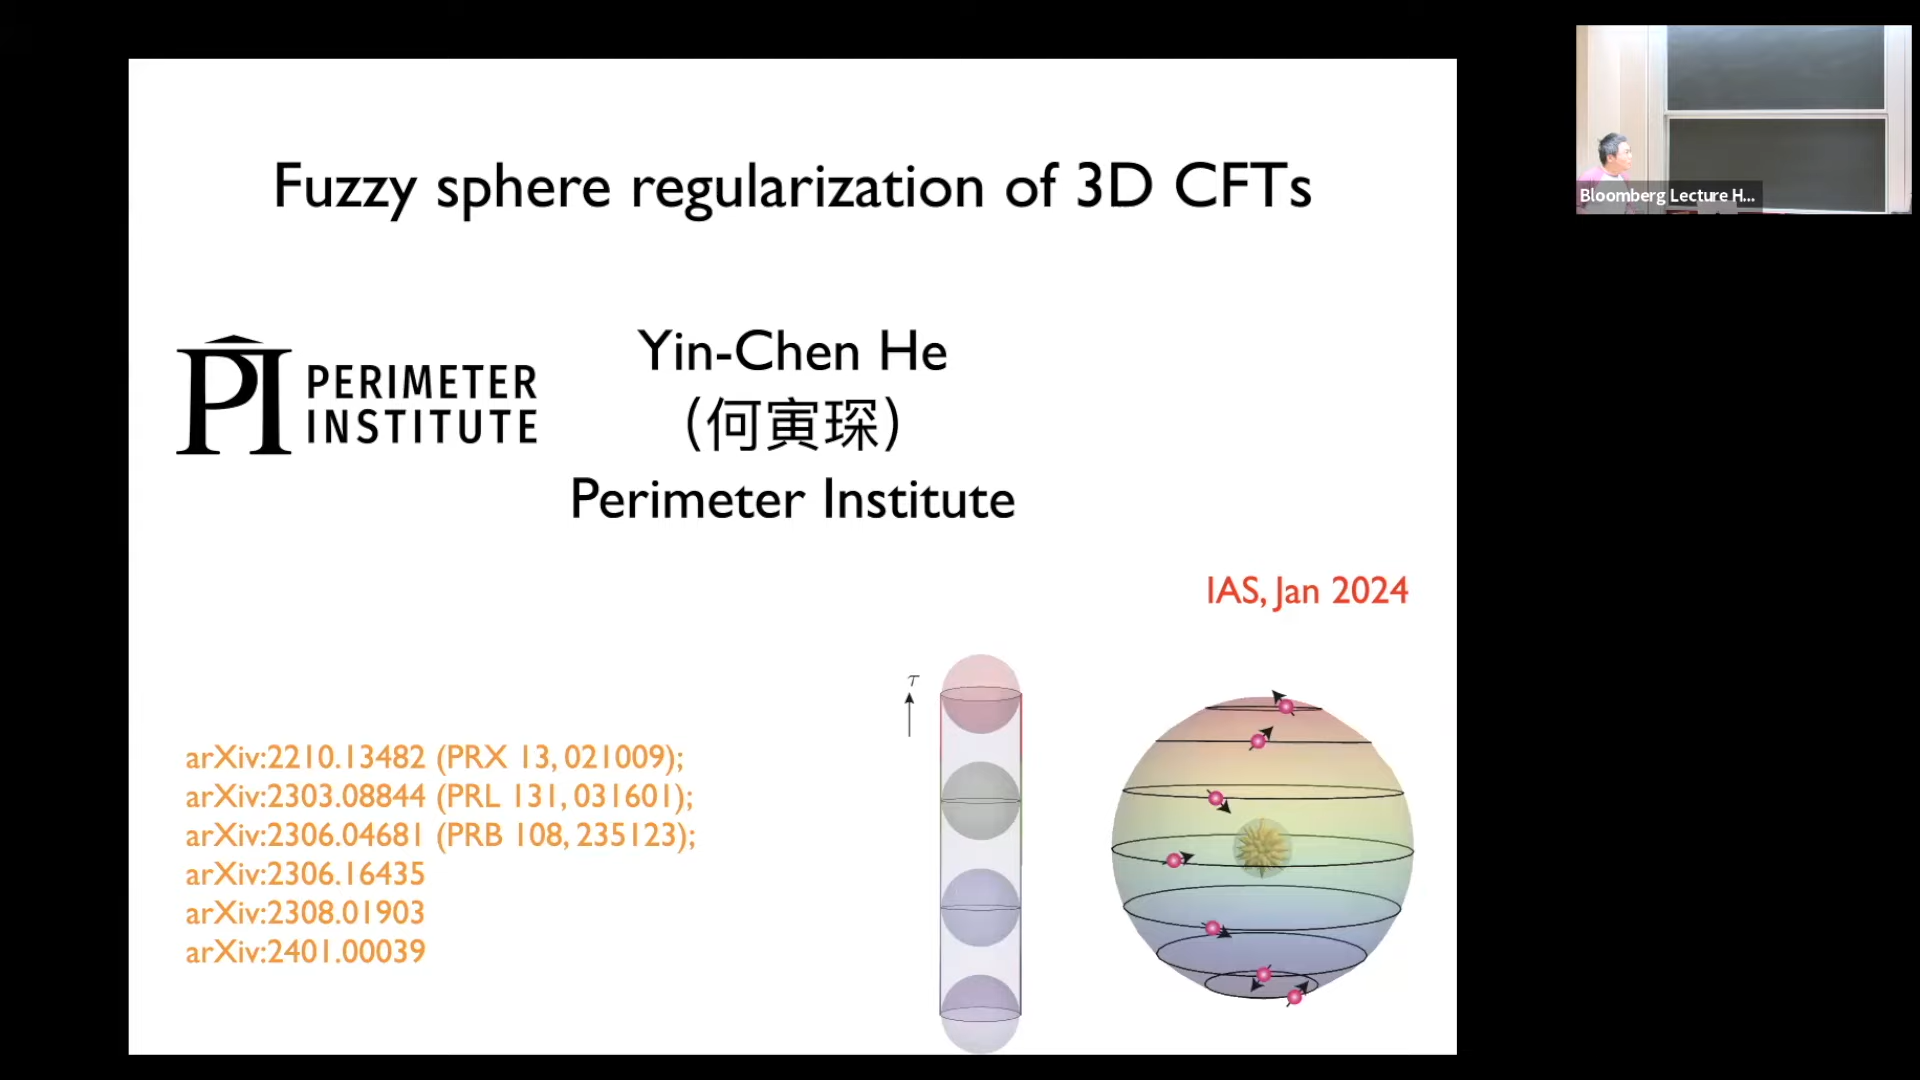 Fuzzy sphere regularization of 3D CFTs
PERIMETER
INSTITUTE
Yin-Chen He
(何寅琛)
Perimeter Institute
IAS, Jan 2024
arXiv:2210.13482 (PRX 13, 021009);
arXiv:2303.08844 (PRL 131, 031601);
arXiv:2306.04681 (PRB 108, 235123);
arXiv:2306.16435
arXiv:2308.01903
arXiv:2401.00039
τ
Bloomberg Lecture H...
PI